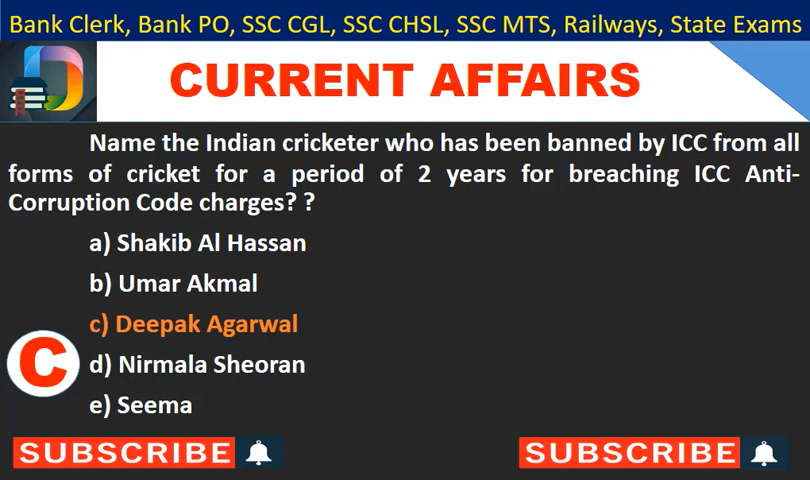 Bank Clerk, Bank PO, SSC CGL, SSC CHSL, SSC MTS, Railways, State Exams
CURRENT AFFAIRS
Name the Indian cricketer who has been banned by ICC from all
forms of cricket for a period of 2 years for breaching ICC Anti-
Corruption Code charges? ?
a) Shakib Al Hassan
b) Umar Akmal
c) Deepak Agarwal
C
d) Nirmala Sheoran
e) Seema
SUBSCRIBE
SUBSCRIBE